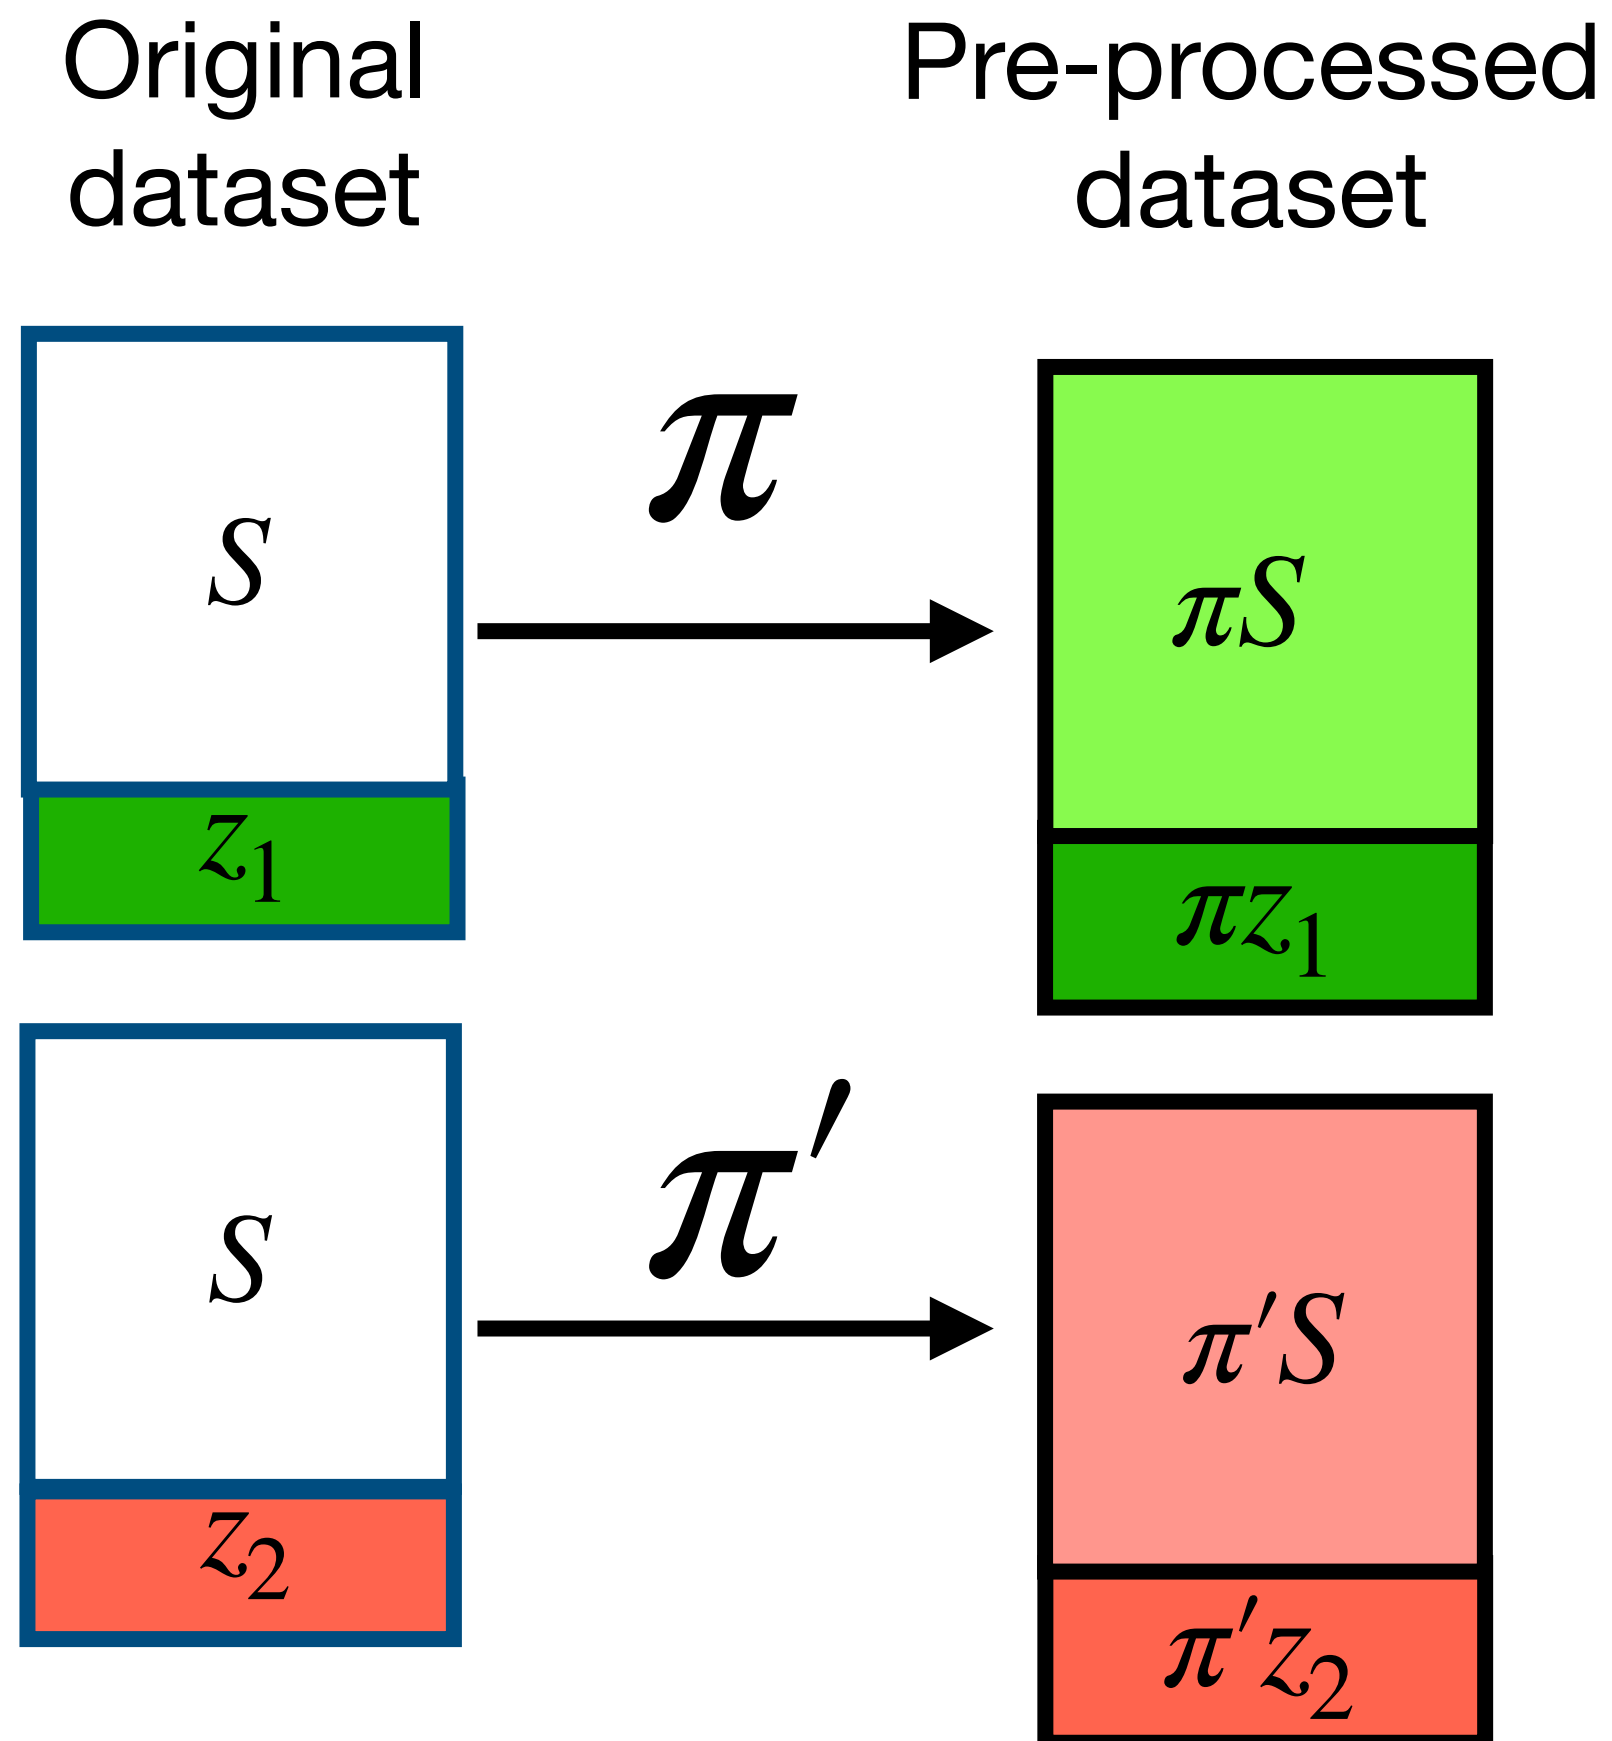 Original
dataset
Pre-processed
dataset
S
π
πS
z₁
πz₁
S
π′
π′S
z₂
π′z₂